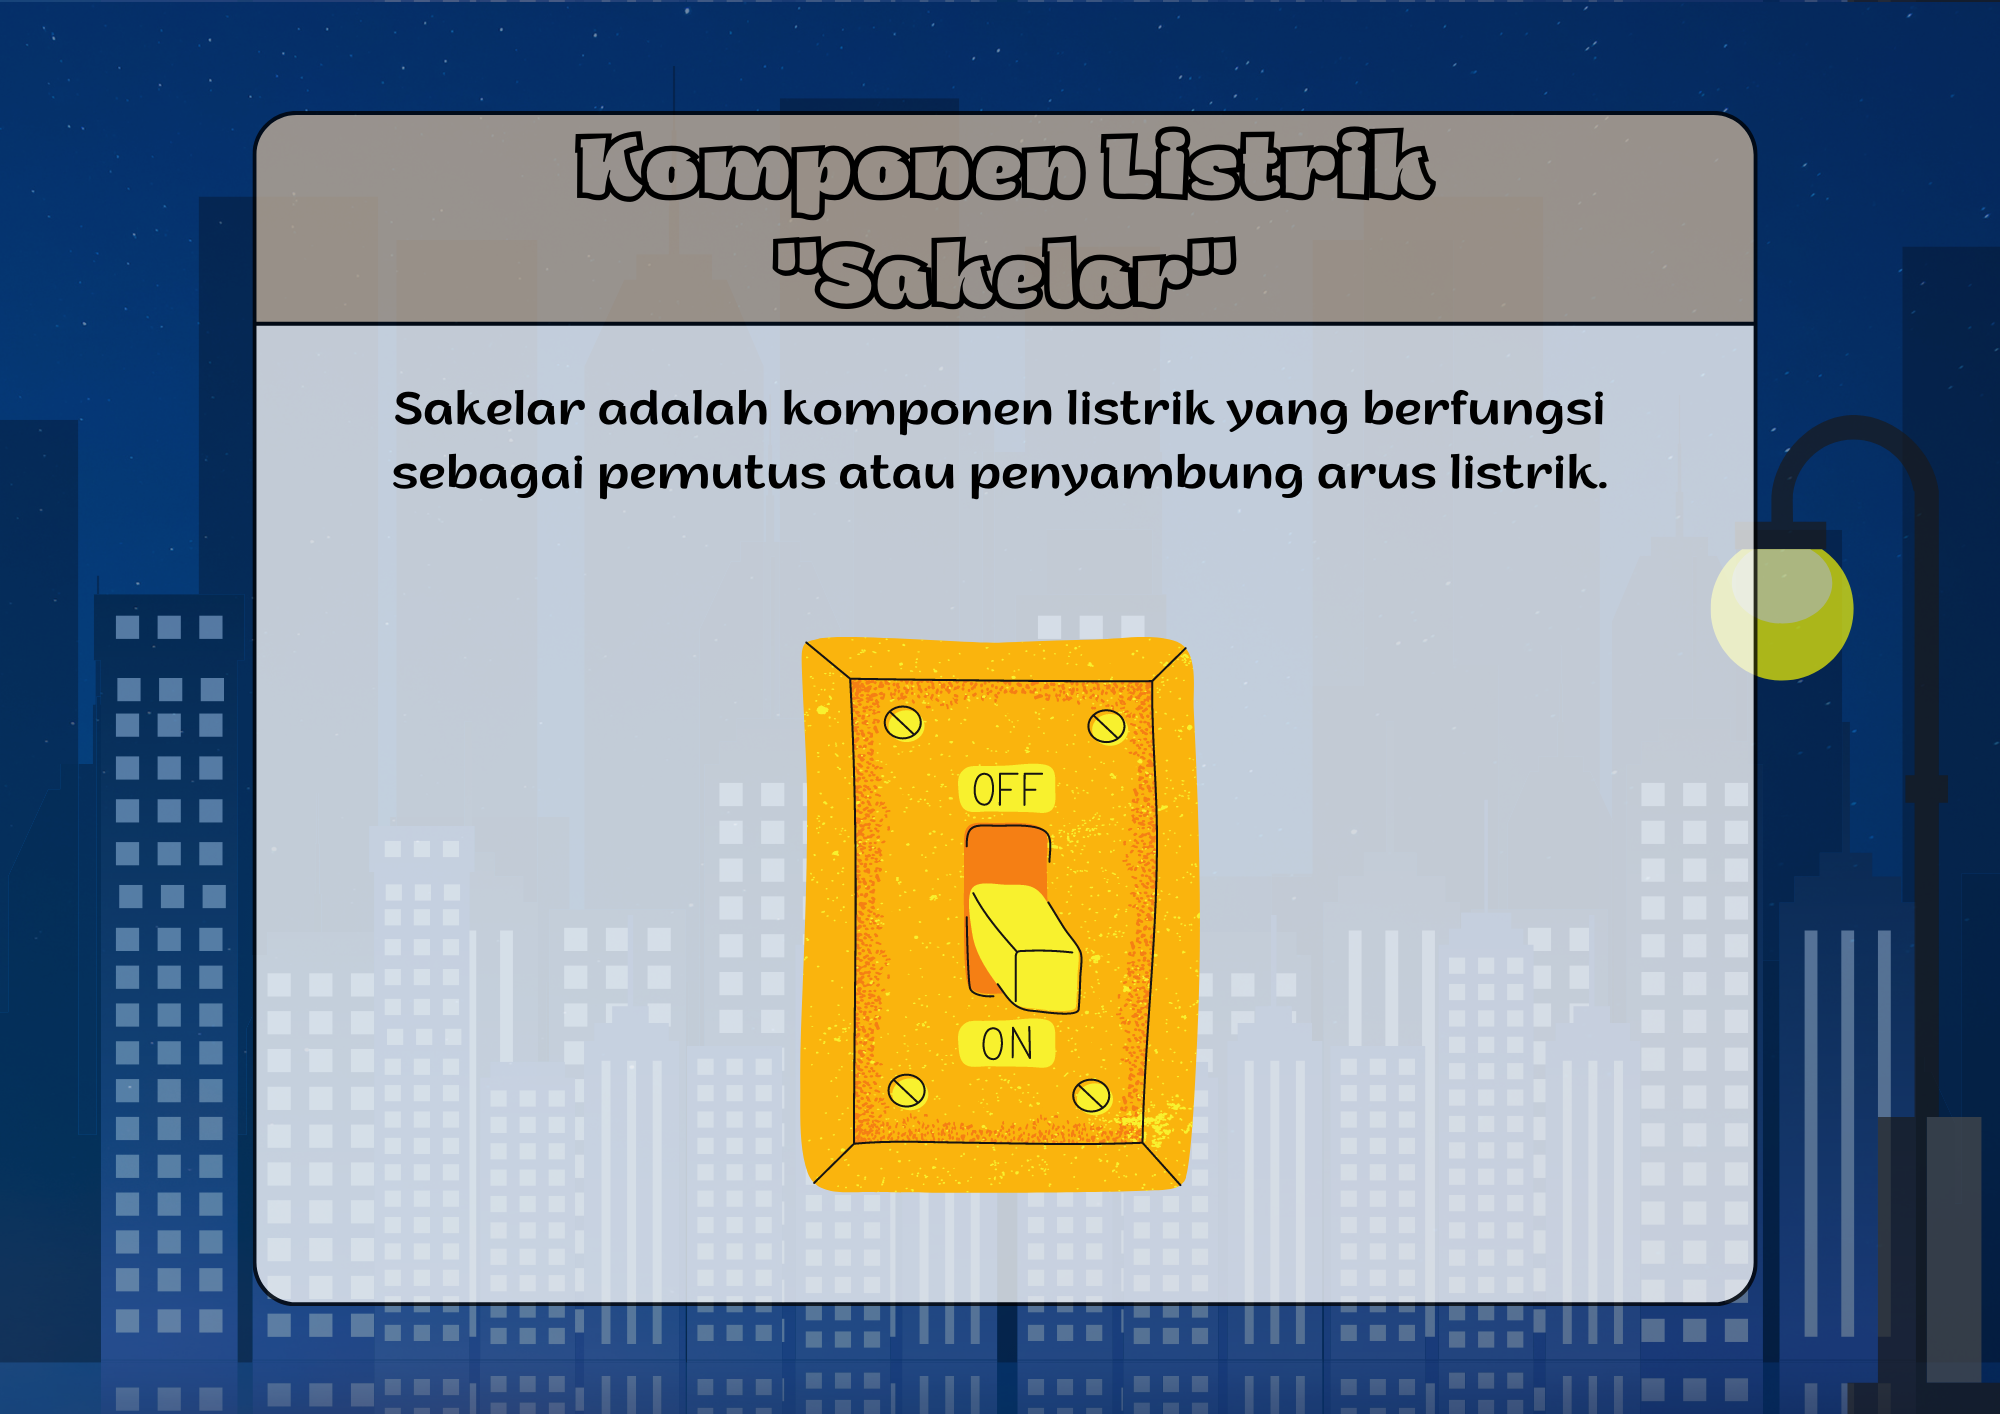 Komponen Listrik
"Sakelar"
Sakelar adalah komponen listrik yang berfungsi
sebagai pemutus atau penyambung arus listrik.
OFF
ON